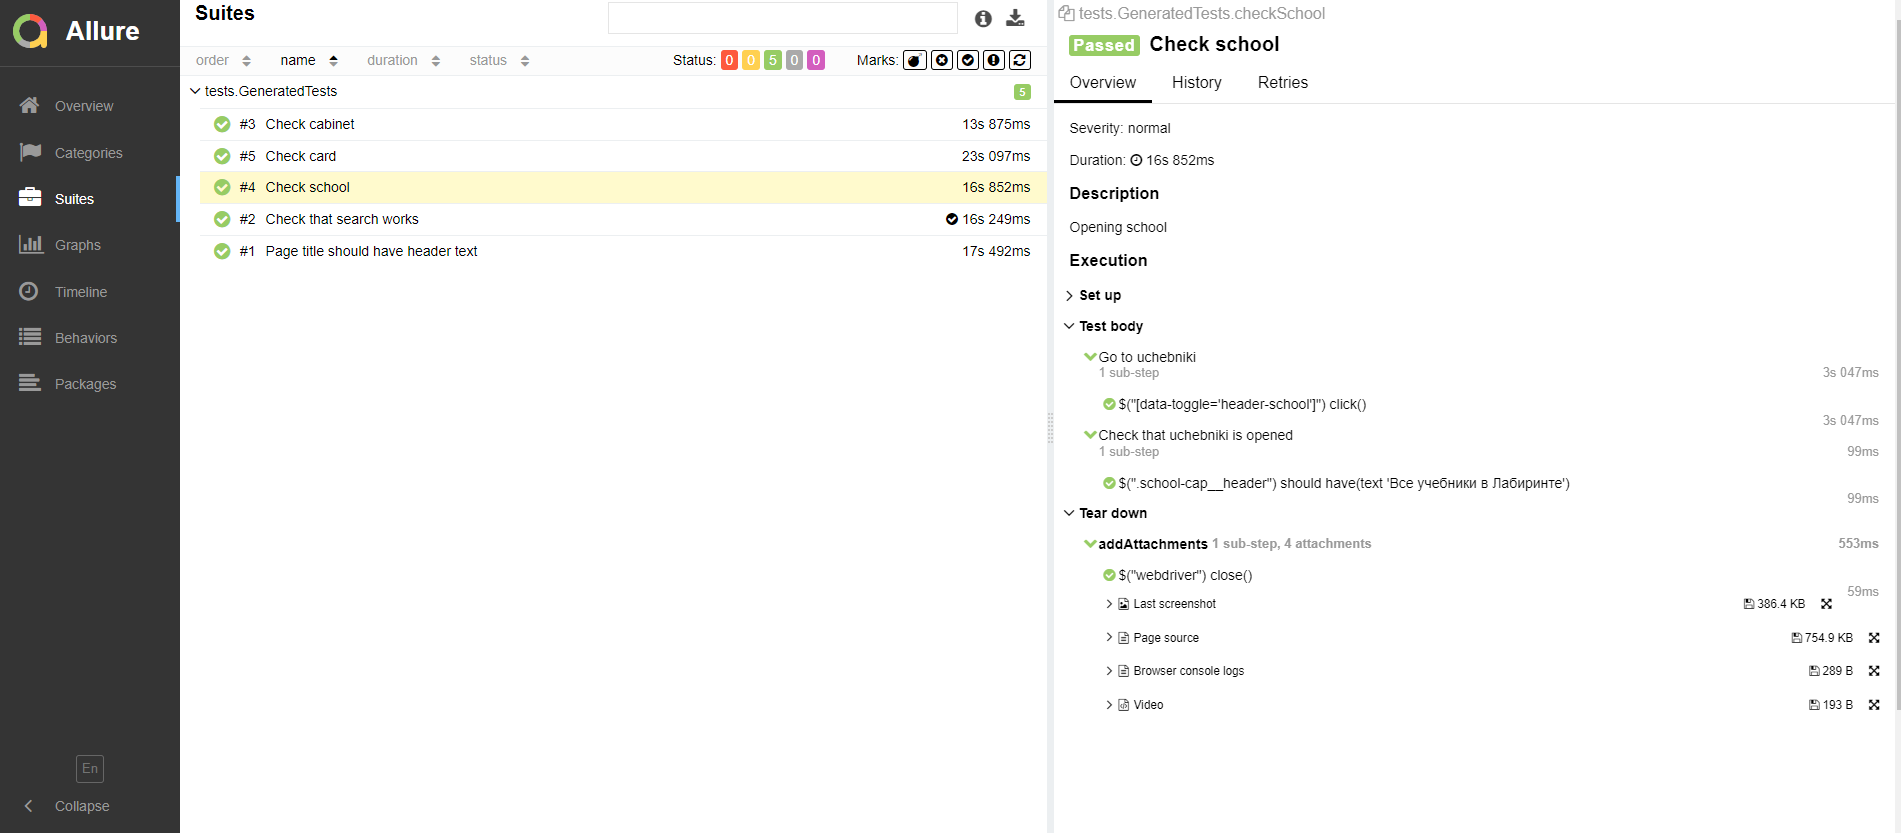 Allure
Overview
Categories
Suites
Graphs
Timeline
Behaviors
Packages
En
Collapse
Suites
order name duration status Status: 0 0 5 0 0 Marks:
tests.GeneratedTests 5
#3 Check cabinet 13s 875ms
#5 Check card 23s 097ms
#4 Check school 16s 852ms
#2 Check that search works 16s 249ms
#1 Page title should have header text 17s 492ms
tests.GeneratedTests.checkSchool
Passed Check school
Overview History Retries
Severity: normal
Duration: 16s 852ms
Description
Opening school
Execution
Set up
Test body
Go to uchebniki
1 sub-step 3s 047ms
$("[data-toggle='header-school']") click()
3s 047ms
Check that uchebniki is opened
1 sub-step 99ms
$(".school-cap__header") should have(text 'Все учебники в Лабиринте')
99ms
Tear down
addAttachments 1 sub-step, 4 attachments 553ms
$("webdriver") close()
59ms
Last screenshot 386.4 KB
Page source 754.9 KB
Browser console logs 289 B
Video 193 B